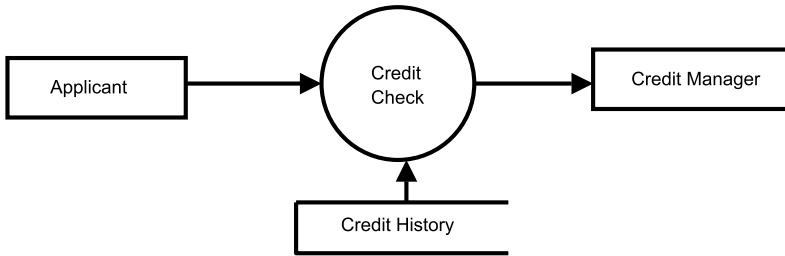 Applicant
Credit
Check
Credit Manager
Credit History